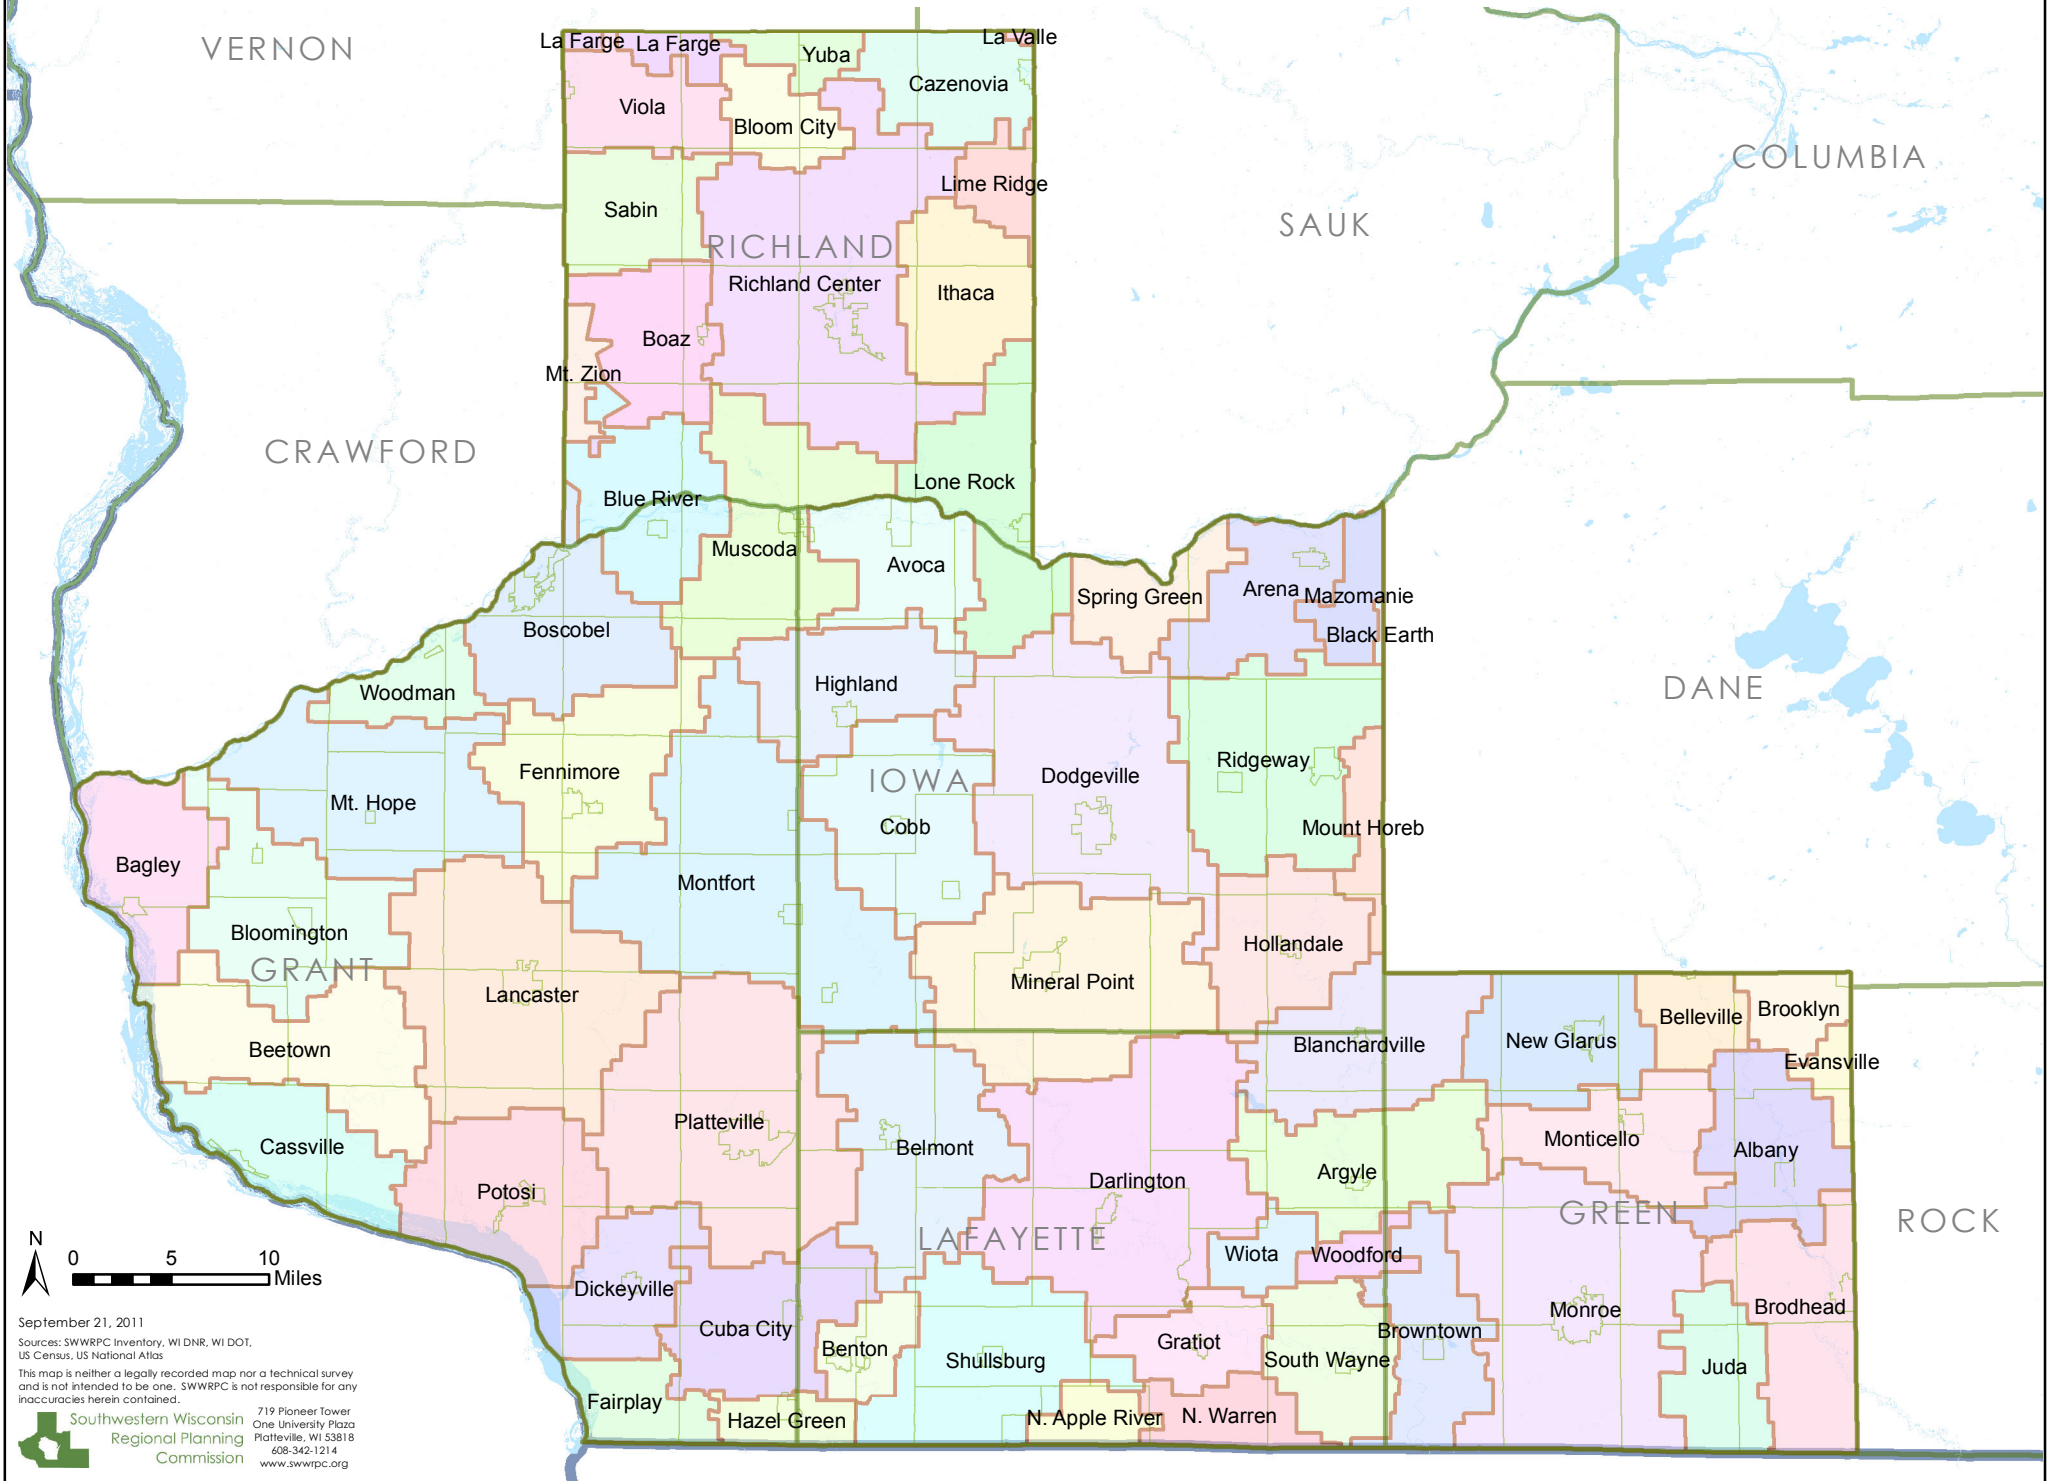 VERNON
La Farge
La Farge
Yuba
La Valle
Cazenovia
Viola
Bloom City
COLUMBIA
Lime Ridge
Sabin
SAUK
RICHLAND
Richland Center
Ithaca
Boaz
Mt. Zion
CRAWFORD
Lone Rock
Blue River
Muscoda
Avoca
Arena
Spring Green
Mazomanie
Boscobel
Black Earth
Highland
DANE
Woodman
Ridgeway
Fennimore
Dodgeville
IOWA
Mt. Hope
Cobb
Mount Horeb
Bagley
Montfort
Bloomington
Hollandale
GRANT
Mineral Point
Lancaster
Brooklyn
Belleville
New Glarus
Blanchardville
Beetown
Evansville
Platteville
Monticello
Cassville
Belmont
Albany
Argyle
Darlington
Potosi
GREEN
ROCK
LAFAYETTE
Wiota
Woodford
Dickeyville
Brodhead
Monroe
Cuba City
Browntown
Gratiot
Benton
Shullsburg
South Wayne
Juda
Fairplay
Hazel Green
N. Apple River
N. Warren
N
0 5 10
Miles
September 21, 2011
Sources: SWWRPC Inventory, WI DNR, WI DOT,
US Census, US National Atlas
This map is neither a legally recorded map nor a technical survey
and is not intended to be one. SWWRPC is not responsible for any
inaccuracies herein contained.
Southwestern Wisconsin
Regional Planning
Commission
719 Pioneer Tower
One University Plaza
Platteville, WI 53818
608-342-1214
www.swwrpc.org